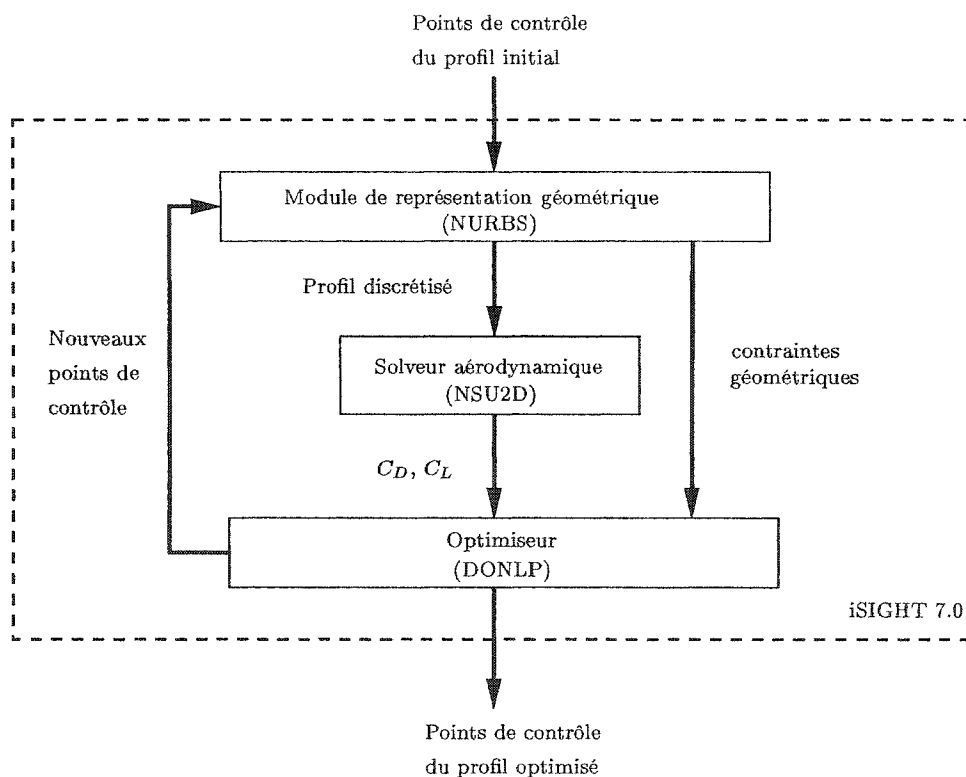 Points de contrôle
du profil initial
Module de représentation géométrique
(NURBS)
Profil discrétisé
Nouveaux
points de
contrôle
Solveur aérodynamique
(NSU2D)
contraintes
géométriques
C_D, C_L
Optimiseur
(DONLP)
iSIGHT 7.0
Points de contrôle
du profil optimisé